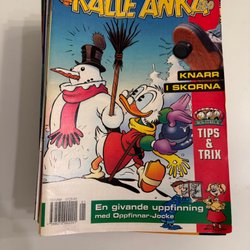 KALLE ANKA
KNARR
I SKORNA
TIPS
&
TRIX
En givande uppfinning
med Oppfinnar-Jocke